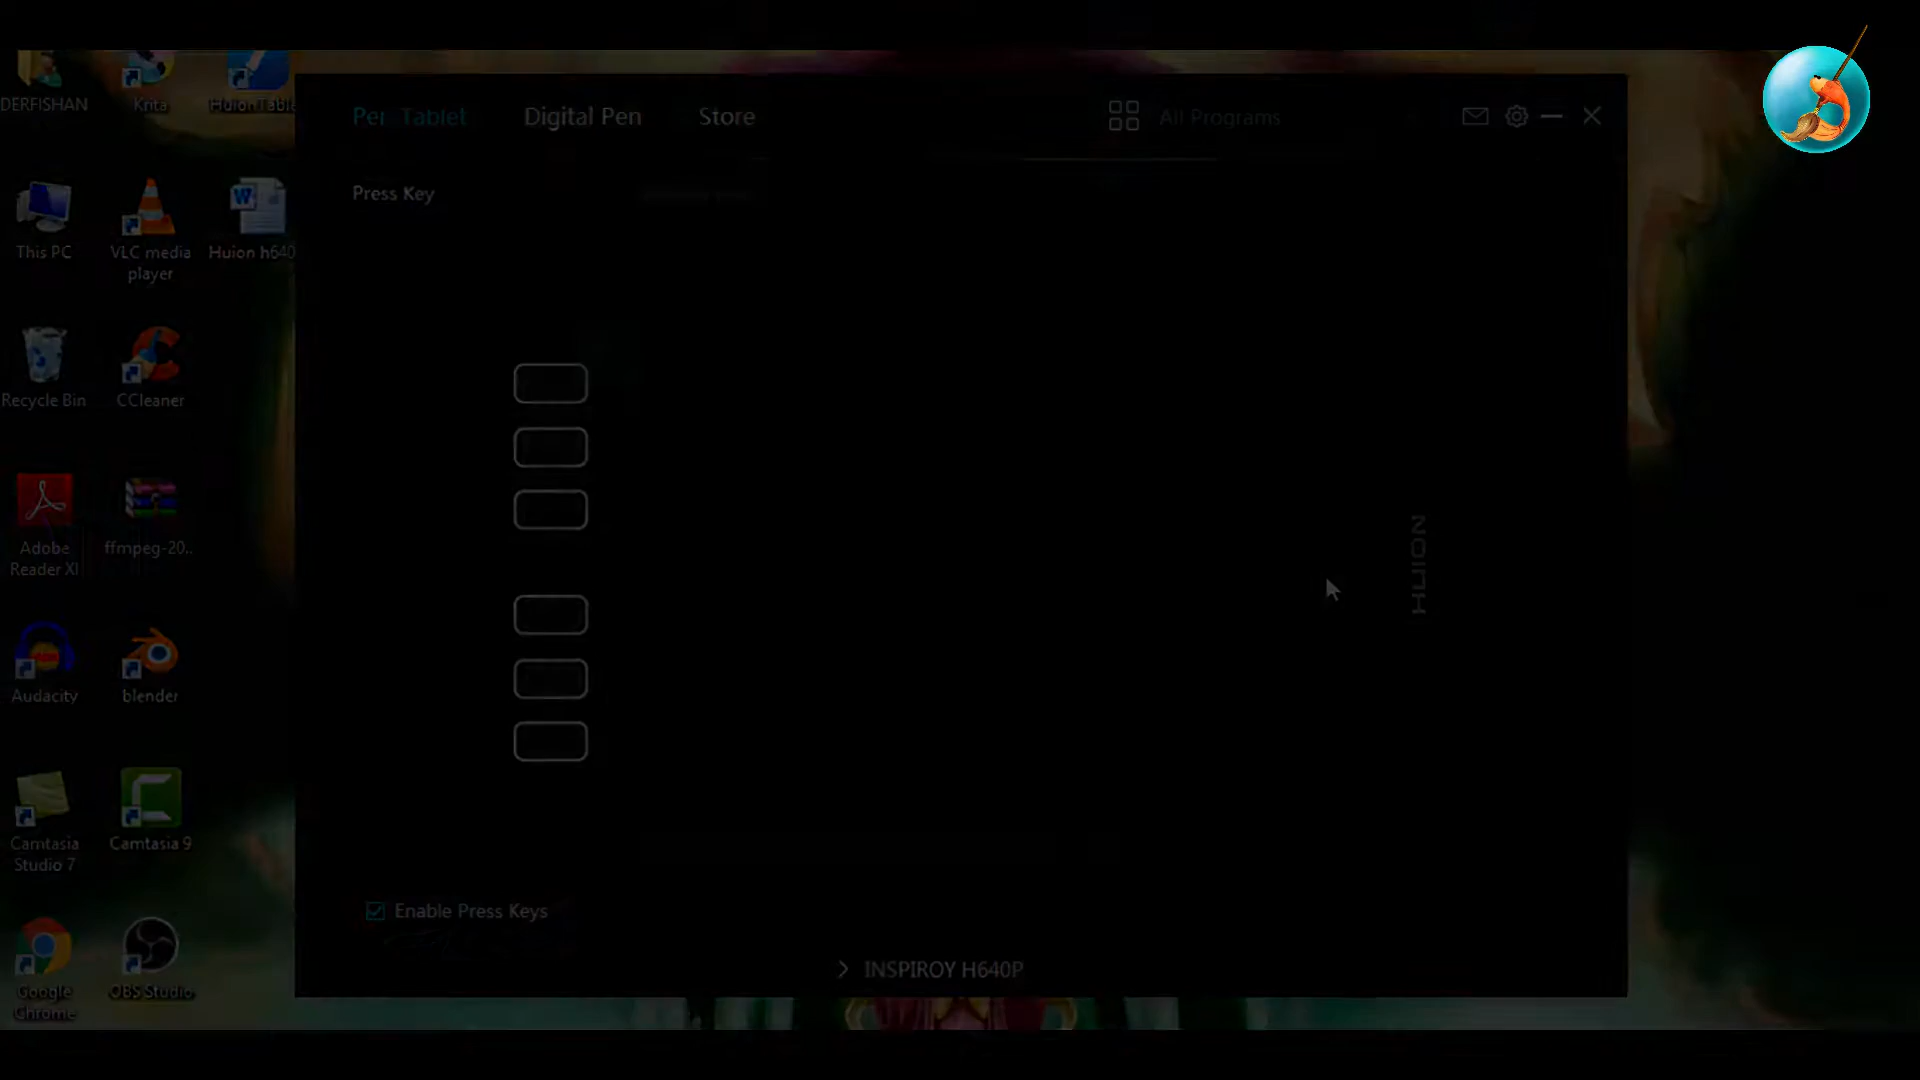 DERFISHAN
Krita
HuionTable
Pen Tablet
Digital Pen
Store
All Programs
Press Key
This PC
VLC media
player
Huion h640
Recycle Bin
CCleaner
Adobe
Reader XI
ffmpeg-20...
HUION
Audacity
blender
Camtasia
Studio 7
Camtasia 9
Enable Press Keys
INSPIROY H640P
Google
Chrome
OBS Studio